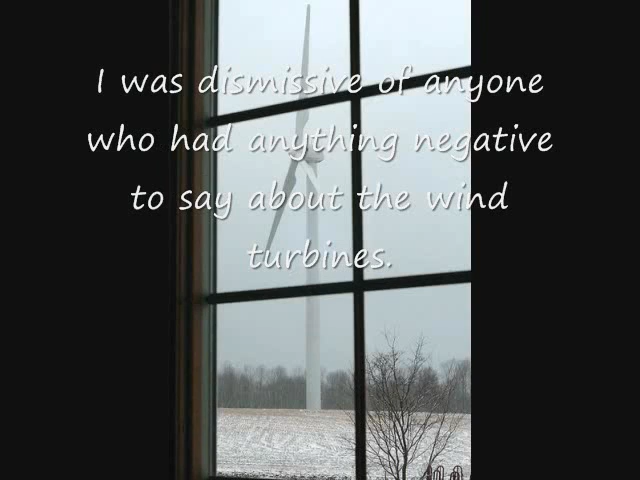 I was dismissive of anyone
who had anything negative
to say about the wind
turbines.